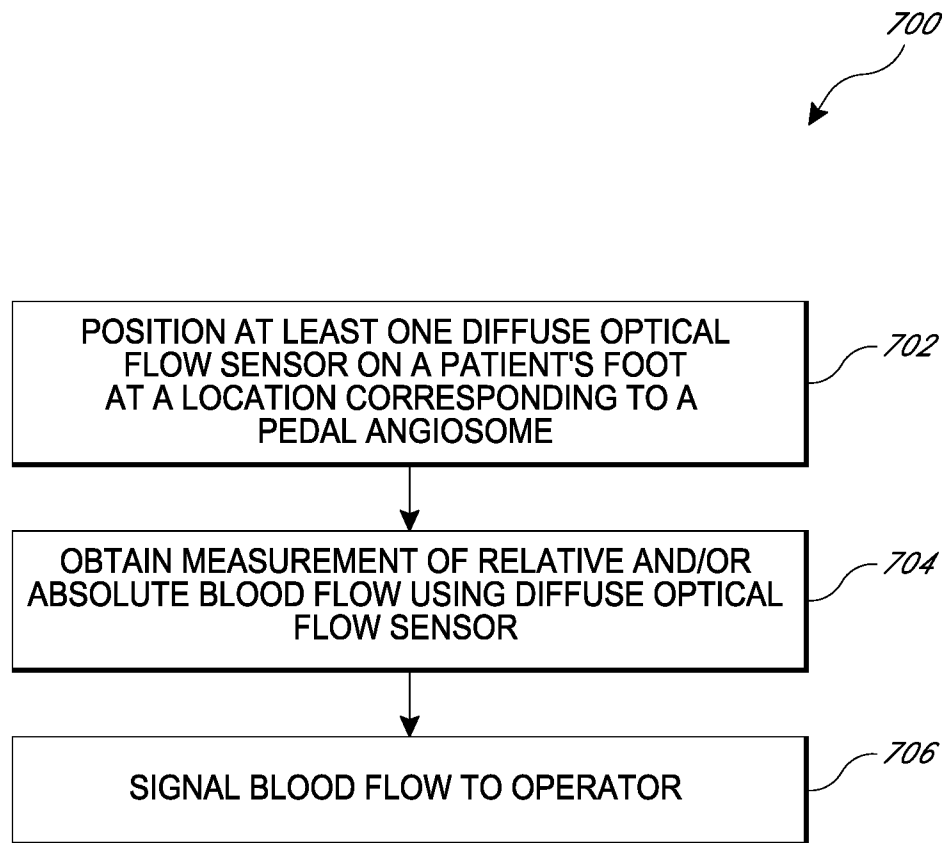 700
POSITION AT LEAST ONE DIFFUSE OPTICAL
FLOW SENSOR ON A PATIENT'S FOOT
AT A LOCATION CORRESPONDING TO A
PEDAL ANGIOSOME
702
OBTAIN MEASUREMENT OF RELATIVE AND/OR
ABSOLUTE BLOOD FLOW USING DIFFUSE OPTICAL
FLOW SENSOR
704
SIGNAL BLOOD FLOW TO OPERATOR
706